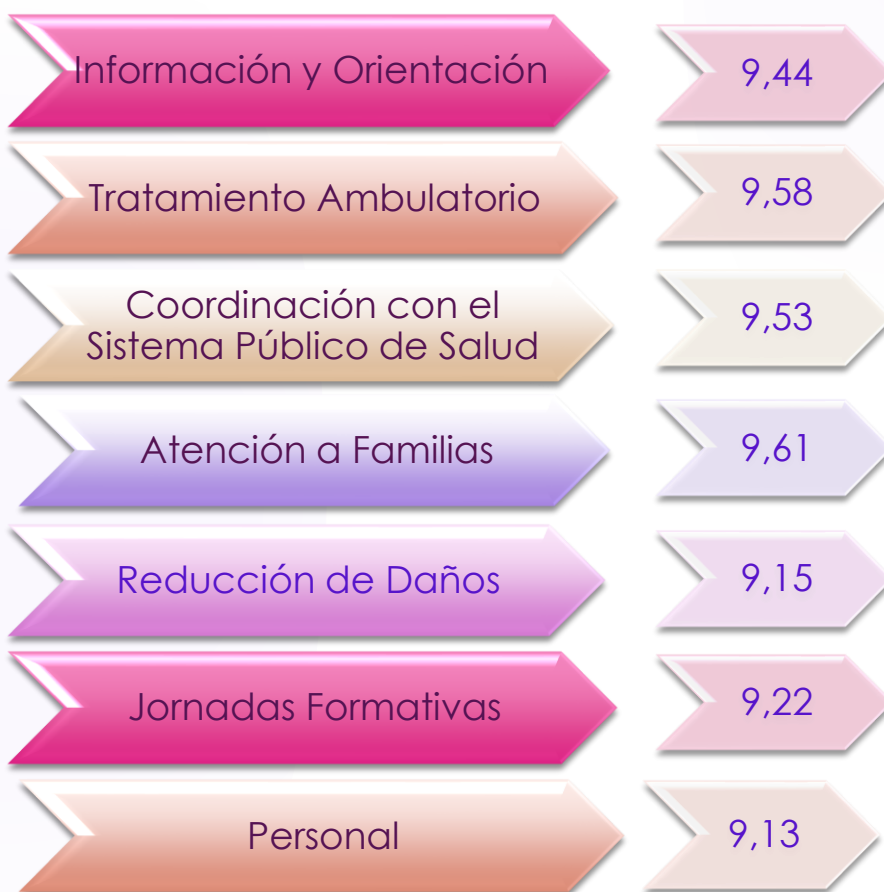 Información y Orientación 9,44
Tratamiento Ambulatorio 9,58
Coordinación con el
Sistema Público de Salud 9,53
Atención a Familias 9,61
Reducción de Daños 9,15
Jornadas Formativas 9,22
Personal 9,13